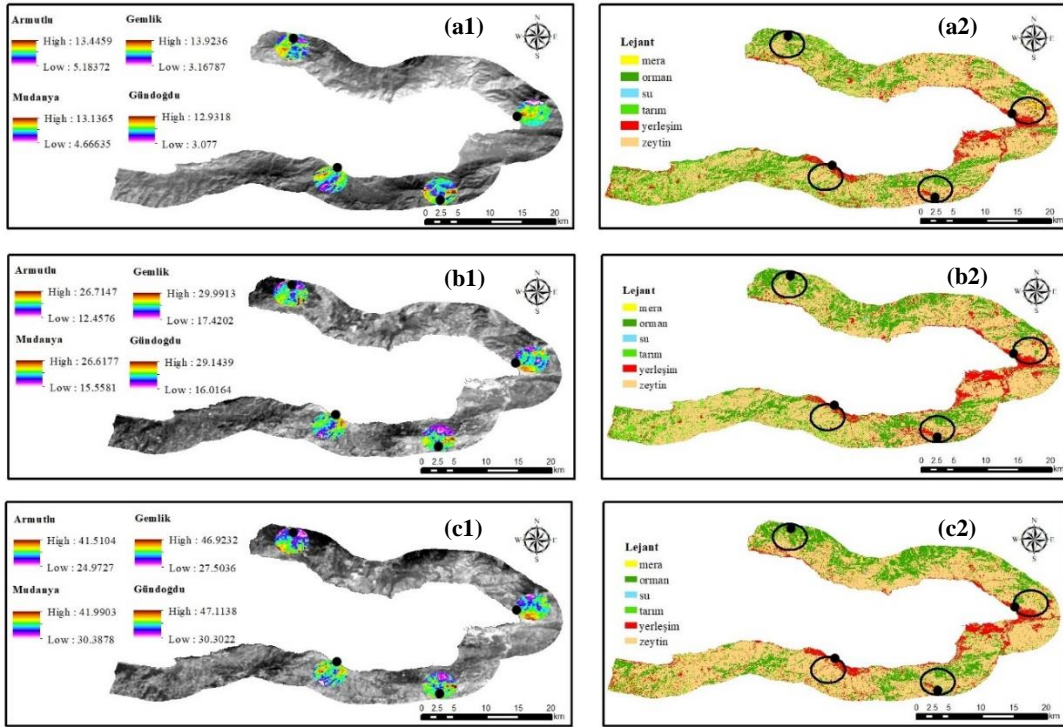 (a1)
Armutlu
High : 13.4459
Low : 5.18372
Gemlik
High : 13.9236
Low : 3.16787
Mudanya
High : 13.1365
Low : 4.66635
Gündoğdu
High : 12.9318
Low : 3.077
N
W E
S
0 2.5 5 10 15 20
km
(a2)
Lejant
mera
orman
su
tarım
yerleşim
zeytin
N
W E
S
0 2.5 5 10 15 20
km
(b1)
Armutlu
High : 26.7147
Low : 12.4576
Gemlik
High : 29.9913
Low : 17.4202
Mudanya
High : 26.6177
Low : 15.5581
Gündoğdu
High : 29.1439
Low : 16.0164
N
W E
S
0 2.5 5 10 15 20
km
(b2)
Lejant
mera
orman
su
tarım
yerleşim
zeytin
N
W E
S
0 2.5 5 10 15 20
km
(c1)
Armutlu
High : 41.5104
Low : 24.9727
Gemlik
High : 46.9232
Low : 27.5036
Mudanya
High : 41.9903
Low : 30.3878
Gündoğdu
High : 47.1138
Low : 30.3022
N
W E
S
0 2.5 5 10 15 20
km
(c2)
Lejant
mera
orman
su
tarım
yerleşim
zeytin
N
W E
S
0 2.5 5 10 15 20
km